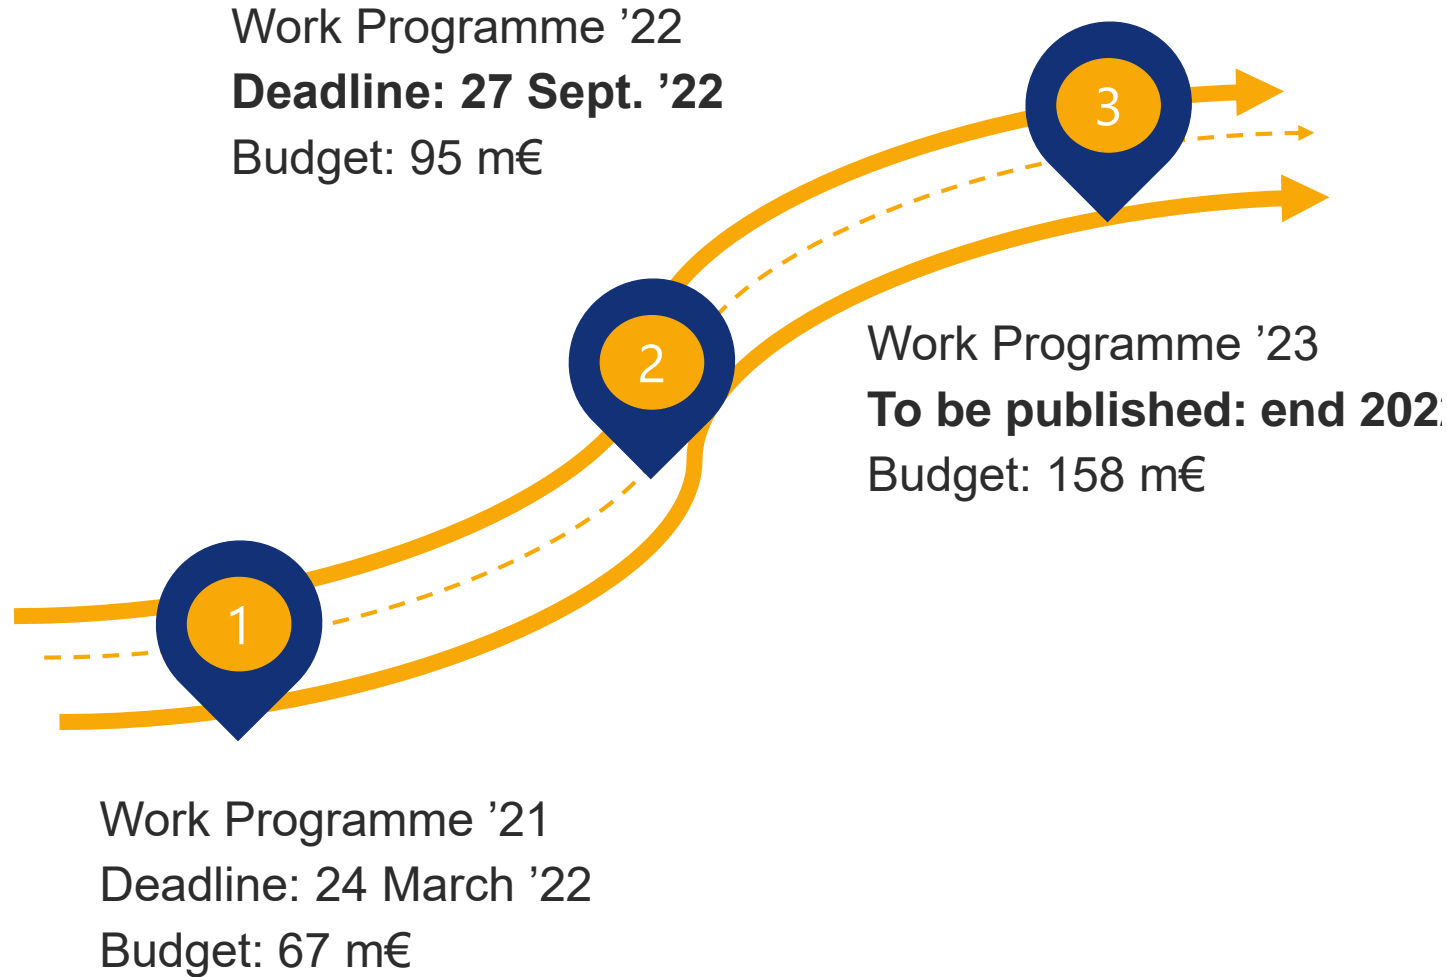 Work Programme ’22
Deadline: 27 Sept. ’22
Budget: 95 m€
3
2
Work Programme ’23
To be published: end 2022
Budget: 158 m€
1
Work Programme ’21
Deadline: 24 March ’22
Budget: 67 m€